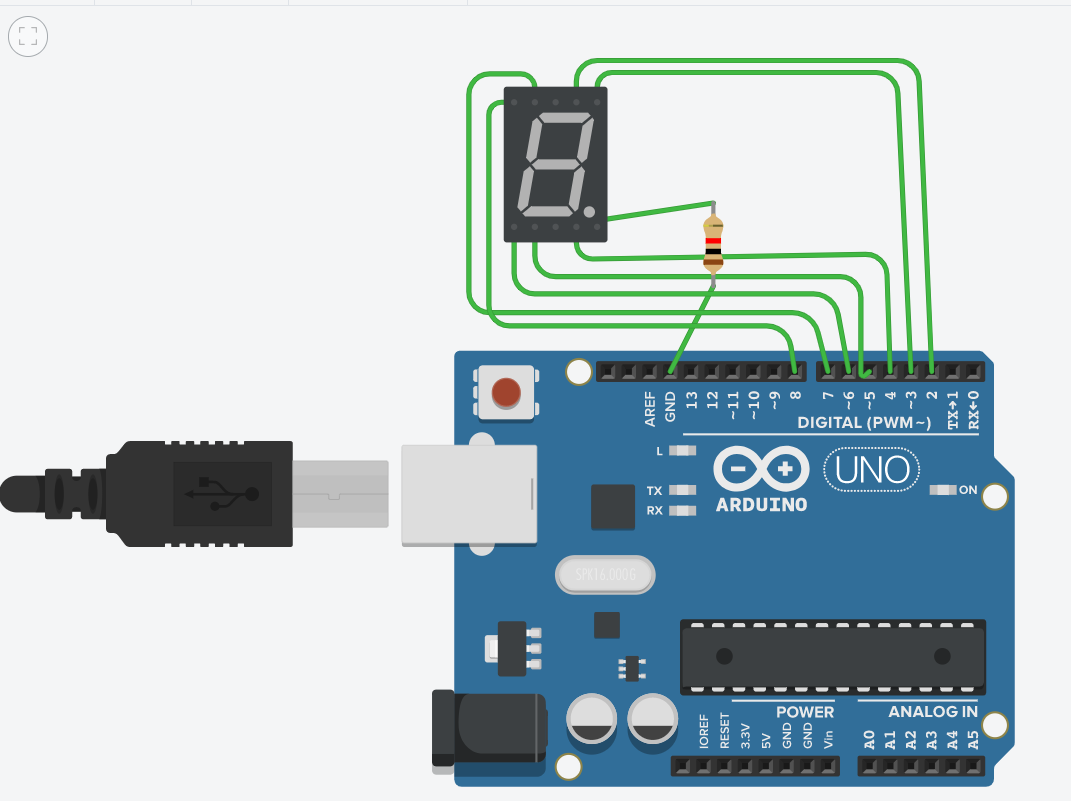 AREF
GND
13
12
~11
~10
~9
8
7
~6
~5
4
~3
2
TX→1
RX←0
DIGITAL (PWM~)
L
TX
RX
ARDUINO
UNO
ON
SPK16.000G
POWER
ANALOG IN
IOREF
RESET
3.3V
5V
GND
GND
Vin
A0
A1
A2
A3
A4
A5